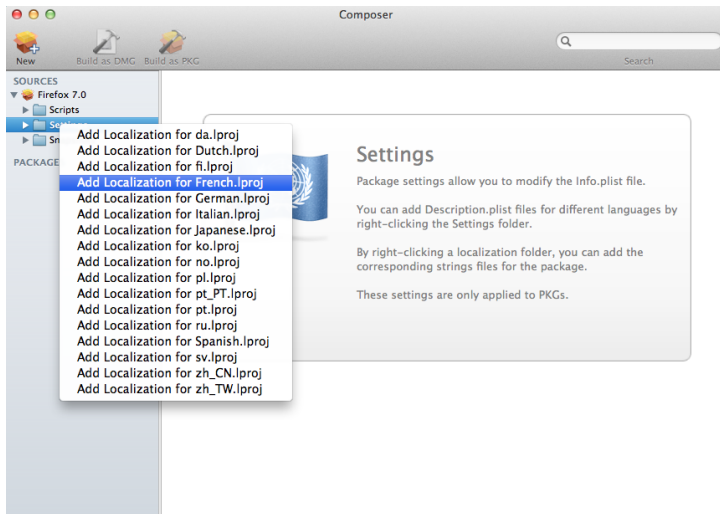 Composer
New
Build as DMG
Build as PKG
Search
SOURCES
Firefox 7.0
Scripts
PACKAGE
Add Localization for da.lproj
Add Localization for Dutch.lproj
Add Localization for fi.lproj
Add Localization for French.lproj
Add Localization for German.lproj
Add Localization for Italian.lproj
Add Localization for Japanese.lproj
Add Localization for ko.lproj
Add Localization for no.lproj
Add Localization for pl.lproj
Add Localization for pt_PT.lproj
Add Localization for pt.lproj
Add Localization for ru.lproj
Add Localization for Spanish.lproj
Add Localization for sv.lproj
Add Localization for zh_CN.lproj
Add Localization for zh_TW.lproj
Settings
Package settings allow you to modify the Info.plist file.
You can add Description.plist files for different languages by
right-clicking the Settings folder.
By right-clicking a localization folder, you can add the
corresponding strings files for the package.
These settings are only applied to PKGs.